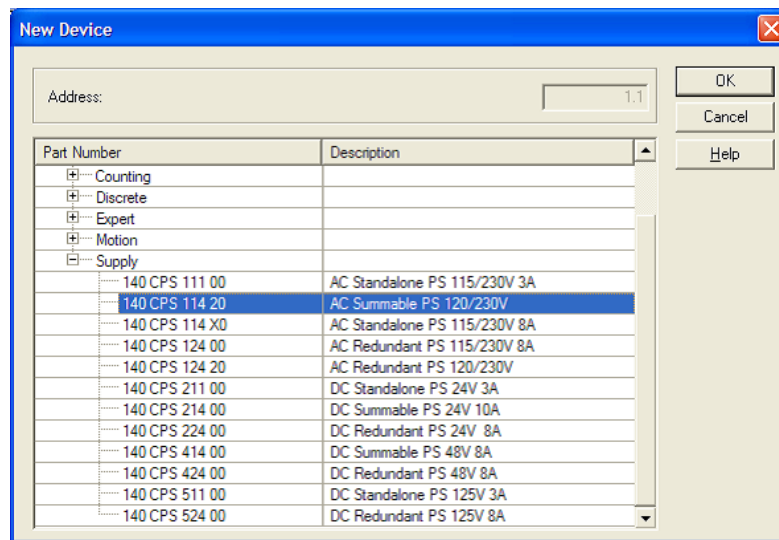 New Device
Address: 1.1
OK
Cancel
Help
Part Number Description
Counting
Discrete
Expert
Motion
Supply
140 CPS 111 00 AC Standalone PS 115/230V 3A
140 CPS 114 20 AC Summable PS 120/230V
140 CPS 114 X0 AC Standalone PS 115/230V 8A
140 CPS 124 00 AC Redundant PS 115/230V 8A
140 CPS 124 20 AC Redundant PS 120/230V
140 CPS 211 00 DC Standalone PS 24V 3A
140 CPS 214 00 DC Summable PS 24V 10A
140 CPS 224 00 DC Redundant PS 24V 8A
140 CPS 414 00 DC Summable PS 48V 8A
140 CPS 424 00 DC Redundant PS 48V 8A
140 CPS 511 00 DC Standalone PS 125V 3A
140 CPS 524 00 DC Redundant PS 125V 8A